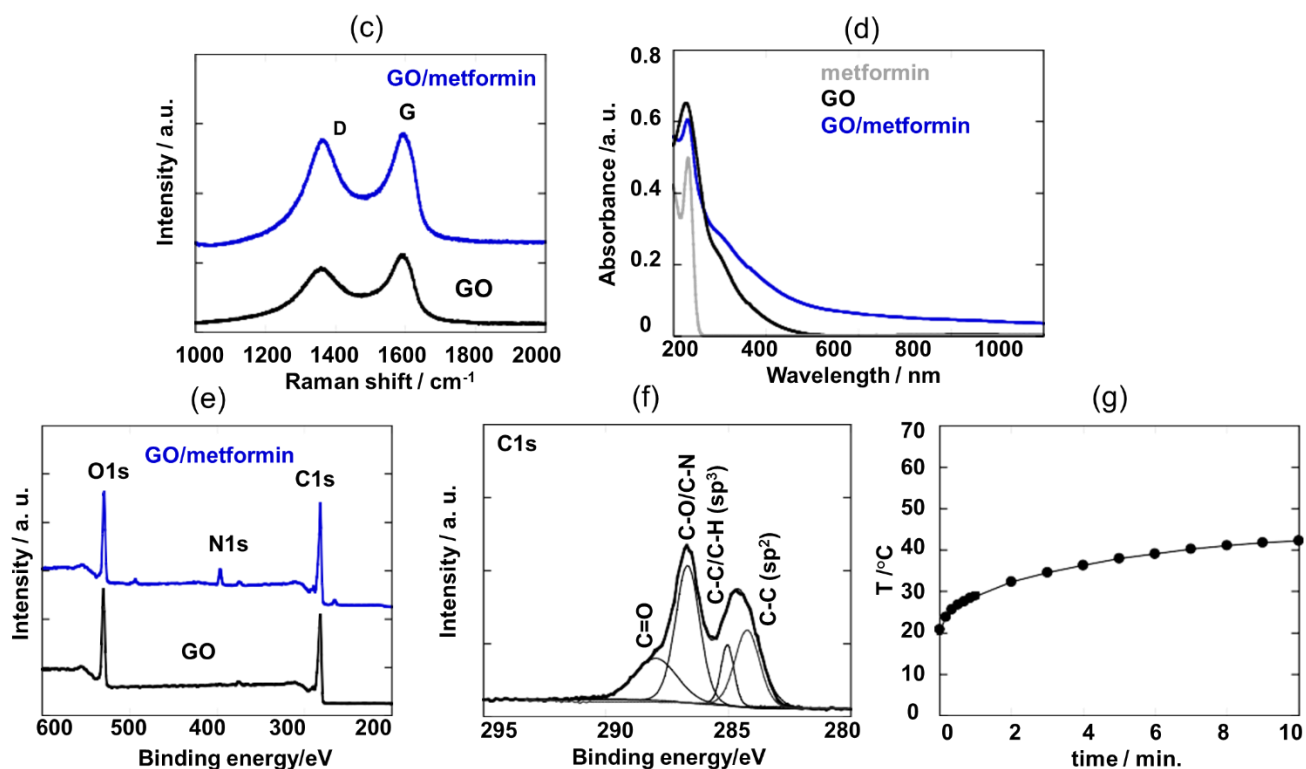 (c)
GO/metformin
D
G
GO
Intensity / a.u.
1000 1200 1400 1600 1800 2000
Raman shift / cm⁻¹
(d)
metformin
GO
GO/metformin
0.8
0.6
0.4
0.2
0
Absorbance /a. u.
200 400 600 800 1000
Wavelength / nm
(e)
GO/metformin
O1s
C1s
N1s
GO
Intensity / a. u.
600 500 400 300 200
Binding energy/eV
(f)
C1s
C=O
C-O/C-N
C-C/C-H (sp³)
C-C (sp²)
Intensity / a. u.
295 290 285 280
Binding energy/eV
(g)
70
60
50
40
30
20
10
0
T /°C
0 2 4 6 8 10
time / min.